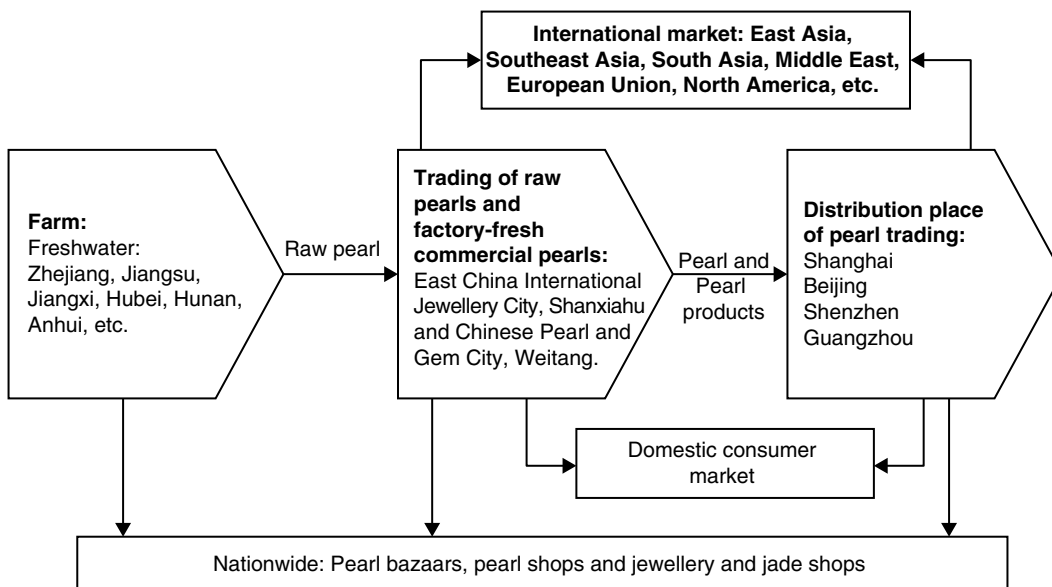 International market: East Asia,
Southeast Asia, South Asia, Middle East,
European Union, North America, etc.
Farm:
Freshwater:
Zhejiang, Jiangsu,
Jiangxi, Hubei, Hunan,
Anhui, etc.
Raw pearl
Trading of raw
pearls and
factory-fresh
commercial pearls:
East China International
Jewellery City, Shanxiahu
and Chinese Pearl and
Gem City, Weitang.
Pearl and
Pearl
products
Distribution place
of pearl trading:
Shanghai
Beijing
Shenzhen
Guangzhou
Domestic consumer
market
Nationwide: Pearl bazaars, pearl shops and jewellery and jade shops